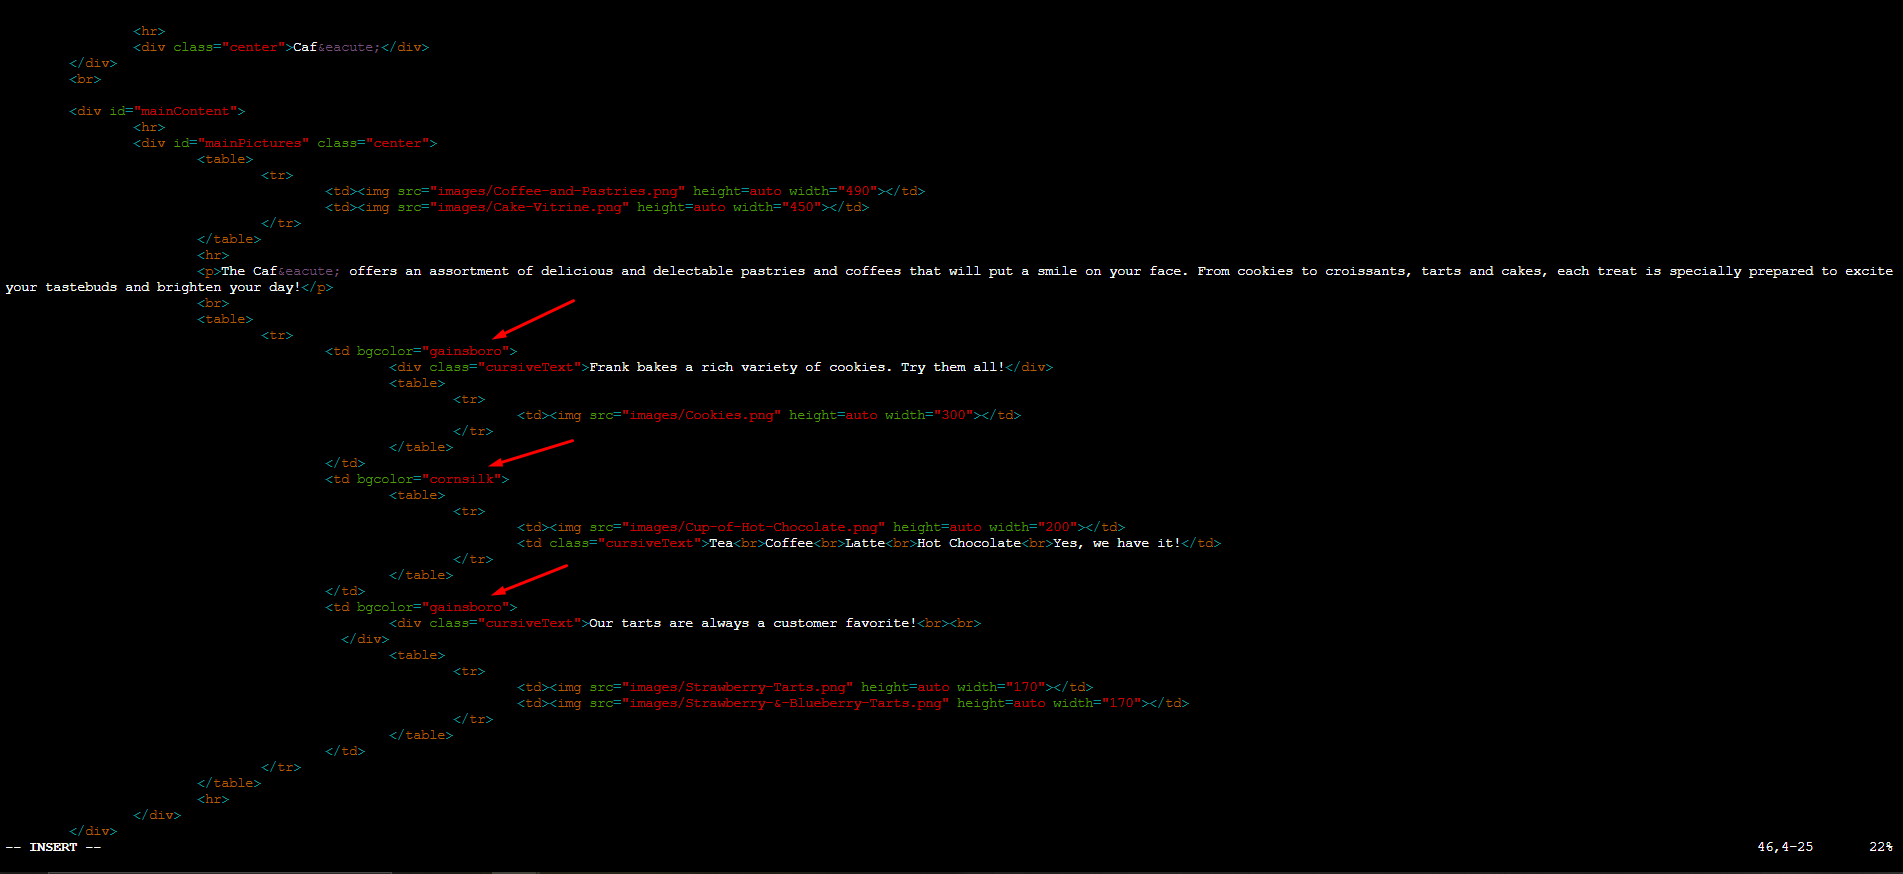 <hr>
<div class="center">Caf&eacute;</div>
</div>
<br>
<div id="mainContent">
<hr>
<div id="mainPictures" class="center">
<table>
<tr>
<td><img src="images/Coffee-and-Pastries.png" height=auto width="490"></td>
<td><img src="images/Cake-Vitrine.png" height=auto width="450"></td>
</tr>
</table>
<hr>
<p>The Caf&eacute; offers an assortment of delicious and delectable pastries and coffees that will put a smile on your face. From cookies to croissants, tarts and cakes, each treat is specially prepared to excite
your tastebuds and brighten your day!</p>
<br>
<table>
<tr>
<td bgcolor="gainsboro">
<div class="cursiveText">Frank bakes a rich variety of cookies. Try them all!</div>
<table>
<tr>
<td><img src="images/Cookies.png" height=auto width="300"></td>
</tr>
</table>
</td>
<td bgcolor="cornsilk">
<table>
<tr>
<td><img src="images/Cup-of-Hot-Chocolate.png" height=auto width="200"></td>
<td class="cursiveText">Tea<br>Coffee<br>Latte<br>Hot Chocolate<br>Yes, we have it!</td>
</tr>
</table>
</td>
<td bgcolor="gainsboro">
<div class="cursiveText">Our tarts are always a customer favorite!<br><br>
</div>
<table>
<tr>
<td><img src="images/Strawberry-Tarts.png" height=auto width="170"></td>
<td><img src="images/Strawberry-&-Blueberry-Tarts.png" height=auto width="170"></td>
</tr>
</table>
</td>
</tr>
</table>
<hr>
</div>
</div>
-- INSERT -- 46,4-25 22%